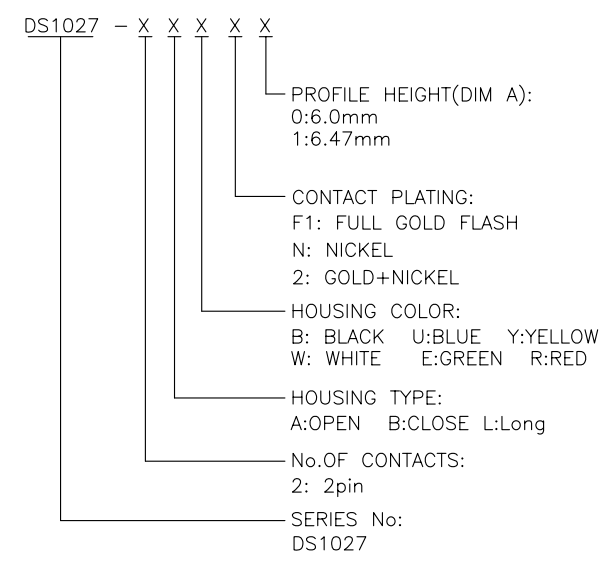 DS1027 - X X X X X
PROFILE HEIGHT(DIM A):
0:6.0mm
1:6.47mm
CONTACT PLATING:
F1: FULL GOLD FLASH
N: NICKEL
2: GOLD+NICKEL
HOUSING COLOR:
B: BLACK U:BLUE Y:YELLOW
W: WHITE E:GREEN R:RED
HOUSING TYPE:
A:OPEN B:CLOSE L:Long
No.OF CONTACTS:
2: 2pin
SERIES No:
DS1027